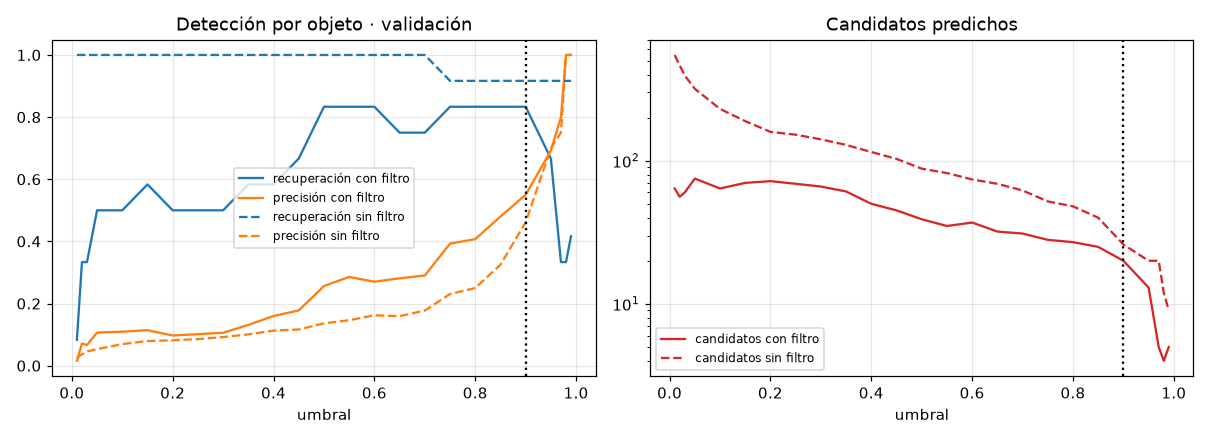 Detección por objeto · validación
1.0
0.8
0.6
0.4
0.2
0.0
recuperación con filtro
precisión con filtro
recuperación sin filtro
precisión sin filtro
0.0 0.2 0.4 0.6 0.8 1.0
umbral
Candidatos predichos
10²
10¹
candidatos con filtro
candidatos sin filtro
0.0 0.2 0.4 0.6 0.8 1.0
umbral